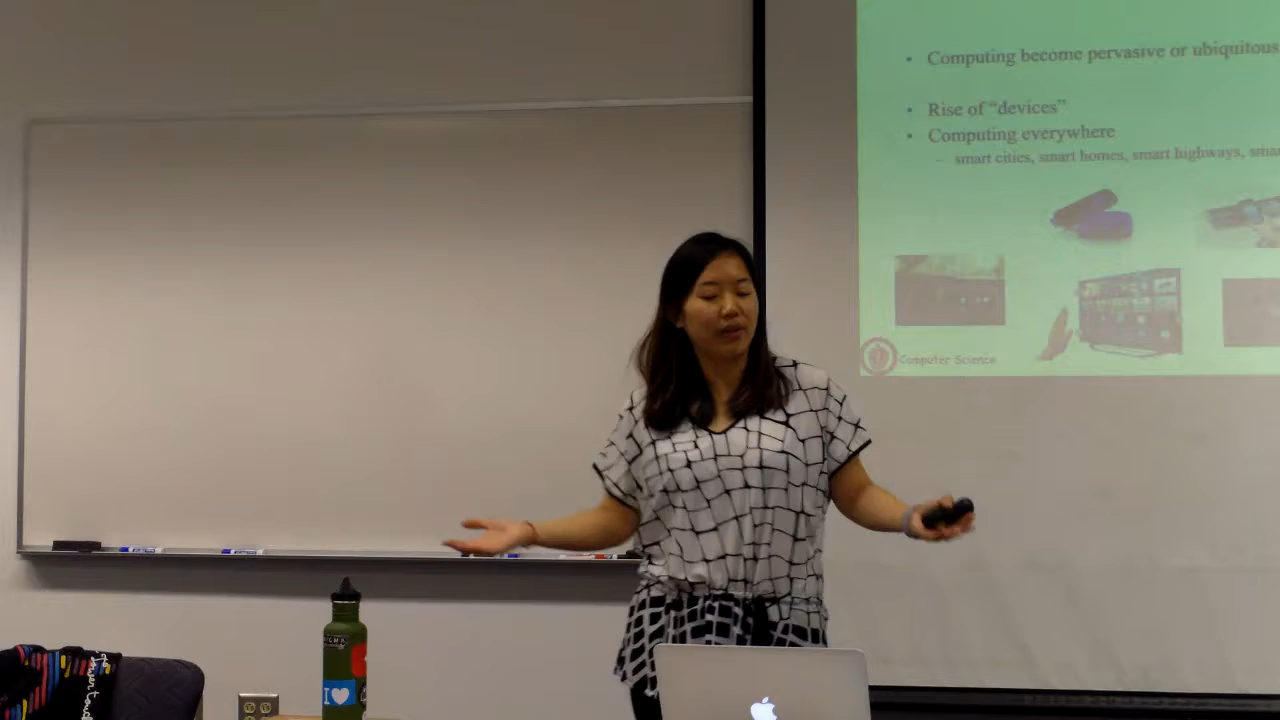 Computing become pervasive or ubiquitous
Rise of “devices”
Computing everywhere
smart cities, smart homes, smart highways,
Computer Science
I